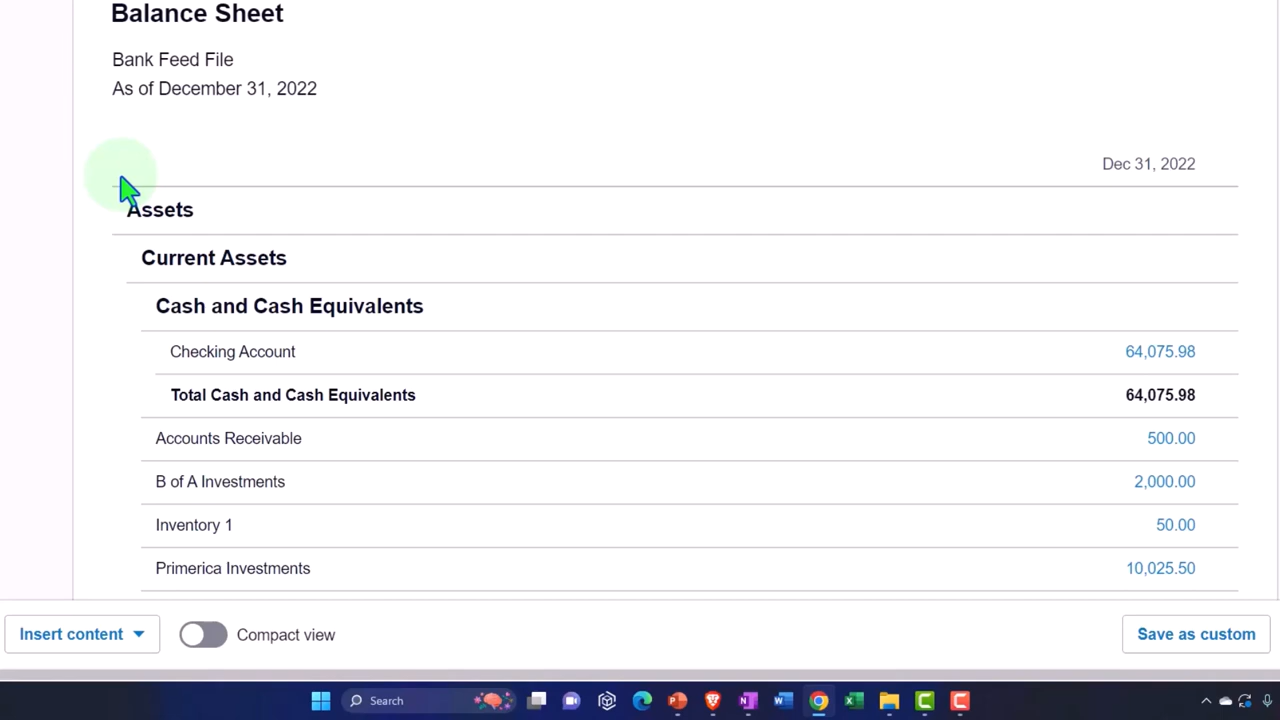 Balance Sheet
Bank Feed File
As of December 31, 2022
Dec 31, 2022
Assets
Current Assets
Cash and Cash Equivalents
Checking Account 64,075.98
Total Cash and Cash Equivalents 64,075.98
Accounts Receivable 500.00
B of A Investments 2,000.00
Inventory 1 50.00
Primerica Investments 10,025.50
Insert content Compact view Save as custom
Search